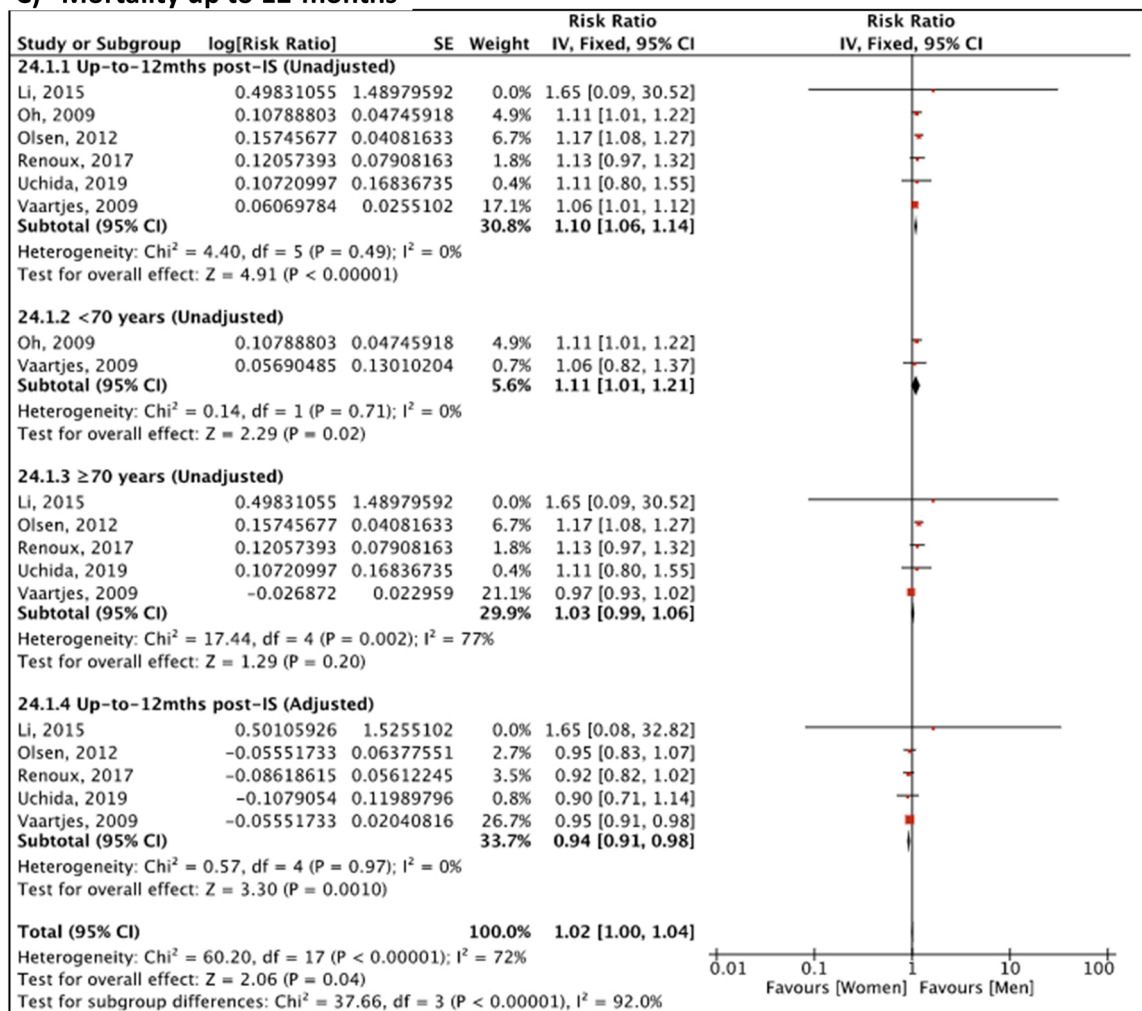 C) Mortality up to 12 months
Risk Ratio Risk Ratio
Study or Subgroup log[Risk Ratio] SE Weight IV, Fixed, 95% CI IV, Fixed, 95% CI
24.1.1 Up-to-12mths post-IS (Unadjusted)
Li, 2015 0.49831055 1.48979592 0.0% 1.65 [0.09, 30.52]
Oh, 2009 0.10788803 0.04745918 4.9% 1.11 [1.01, 1.22]
Olsen, 2012 0.15745677 0.04081633 6.7% 1.17 [1.08, 1.27]
Renoux, 2017 0.12057393 0.07908163 1.8% 1.13 [0.97, 1.32]
Uchida, 2019 0.10720997 0.16836735 0.4% 1.11 [0.80, 1.55]
Vaartjes, 2009 0.06069784 0.0255102 17.1% 1.06 [1.01, 1.12]
Subtotal (95% CI) 30.8% 1.10 [1.06, 1.14]
Heterogeneity: Chi² = 4.40, df = 5 (P = 0.49); I² = 0%
Test for overall effect: Z = 4.91 (P < 0.00001)
24.1.2 <70 years (Unadjusted)
Oh, 2009 0.10788803 0.04745918 4.9% 1.11 [1.01, 1.22]
Vaartjes, 2009 0.05690485 0.13010204 0.7% 1.06 [0.82, 1.37]
Subtotal (95% CI) 5.6% 1.11 [1.01, 1.21]
Heterogeneity: Chi² = 0.14, df = 1 (P = 0.71); I² = 0%
Test for overall effect: Z = 2.29 (P = 0.02)
24.1.3 ≥70 years (Unadjusted)
Li, 2015 0.49831055 1.48979592 0.0% 1.65 [0.09, 30.52]
Olsen, 2012 0.15745677 0.04081633 6.7% 1.17 [1.08, 1.27]
Renoux, 2017 0.12057393 0.07908163 1.8% 1.13 [0.97, 1.32]
Uchida, 2019 0.10720997 0.16836735 0.4% 1.11 [0.80, 1.55]
Vaartjes, 2009 -0.026872 0.022959 21.1% 0.97 [0.93, 1.02]
Subtotal (95% CI) 29.9% 1.03 [0.99, 1.06]
Heterogeneity: Chi² = 17.44, df = 4 (P = 0.002); I² = 77%
Test for overall effect: Z = 1.29 (P = 0.20)
24.1.4 Up-to-12mths post-IS (Adjusted)
Li, 2015 0.50105926 1.5255102 0.0% 1.65 [0.08, 32.82]
Olsen, 2012 -0.05551733 0.06377551 2.7% 0.95 [0.83, 1.07]
Renoux, 2017 -0.08618615 0.05612245 3.5% 0.92 [0.82, 1.02]
Uchida, 2019 -0.1079054 0.11989796 0.8% 0.90 [0.71, 1.14]
Vaartjes, 2009 -0.05551733 0.02040816 26.7% 0.95 [0.91, 0.98]
Subtotal (95% CI) 33.7% 0.94 [0.91, 0.98]
Heterogeneity: Chi² = 0.57, df = 4 (P = 0.97); I² = 0%
Test for overall effect: Z = 3.30 (P = 0.0010)
Total (95% CI) 100.0% 1.02 [1.00, 1.04]
Heterogeneity: Chi² = 60.20, df = 17 (P < 0.00001); I² = 72%
Test for overall effect: Z = 2.06 (P = 0.04)
Test for subgroup differences: Chi² = 37.66, df = 3 (P < 0.00001), I² = 92.0%
0.01 0.1 1 10 100
Favours [Women] Favours [Men]